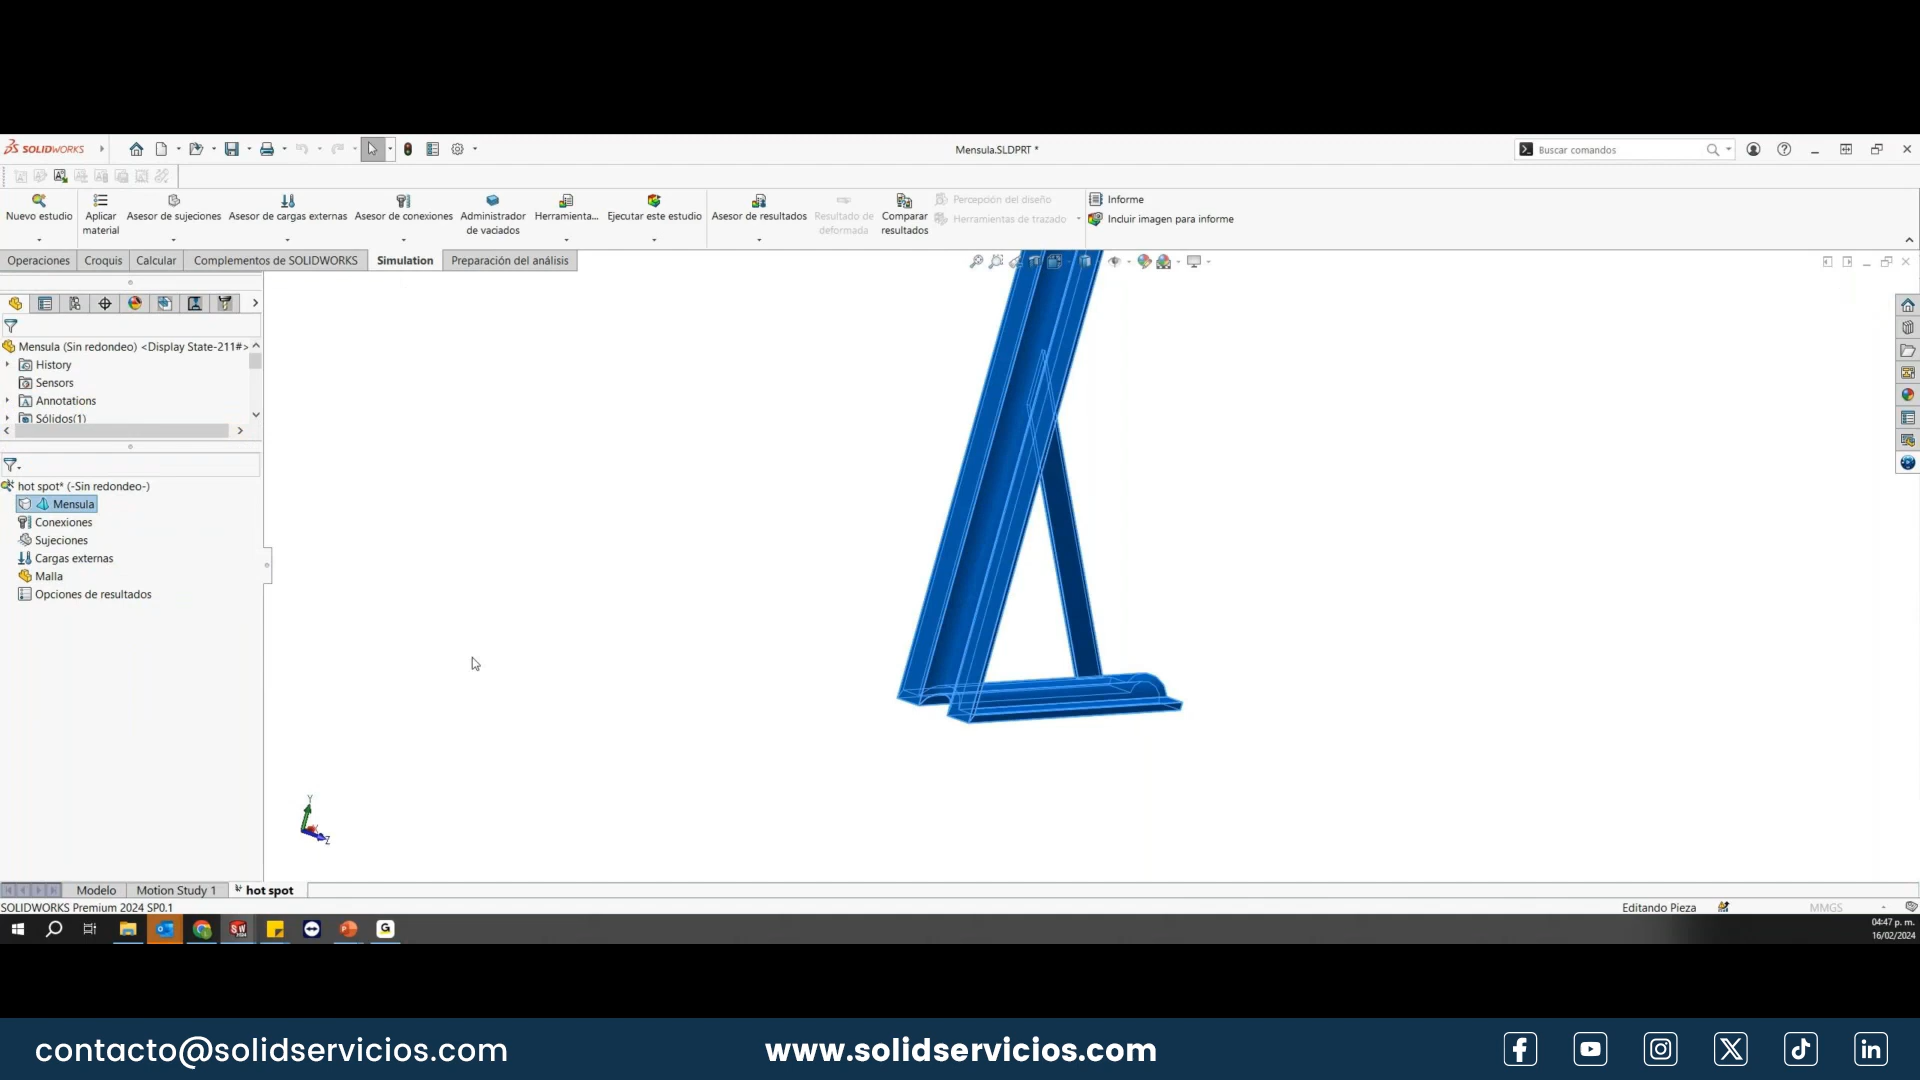 SOLIDWORKS
Mensula.SLDPRT *
Buscar comandos
Nuevo estudio
Aplicar material
Asesor de sujeciones
Asesor de cargas externas
Asesor de conexiones
Administrador de vaciados
Herramienta...
Ejecutar este estudio
Asesor de resultados
Resultado de deformada
Comparar resultados
Percepción del diseño
Herramientas de trazado
Informe
Incluir imagen para informe
Operaciones
Croquis
Calcular
Complementos de SOLIDWORKS
Simulation
Preparación del análisis
Mensula (Sin redondeo) <Display State-211#>
History
Sensors
Annotations
Sólidos(1)
hot spot* (-Sin redondeo-)
Mensula
Conexiones
Sujeciones
Cargas externas
Malla
Opciones de resultados
Y
Z
Modelo
Motion Study 1
hot spot
SOLIDWORKS Premium 2024 SP0.1
Editando Pieza
MMGS
04:47 p. m.
16/02/2024
contacto@solidservicios.com
www.solidservicios.com